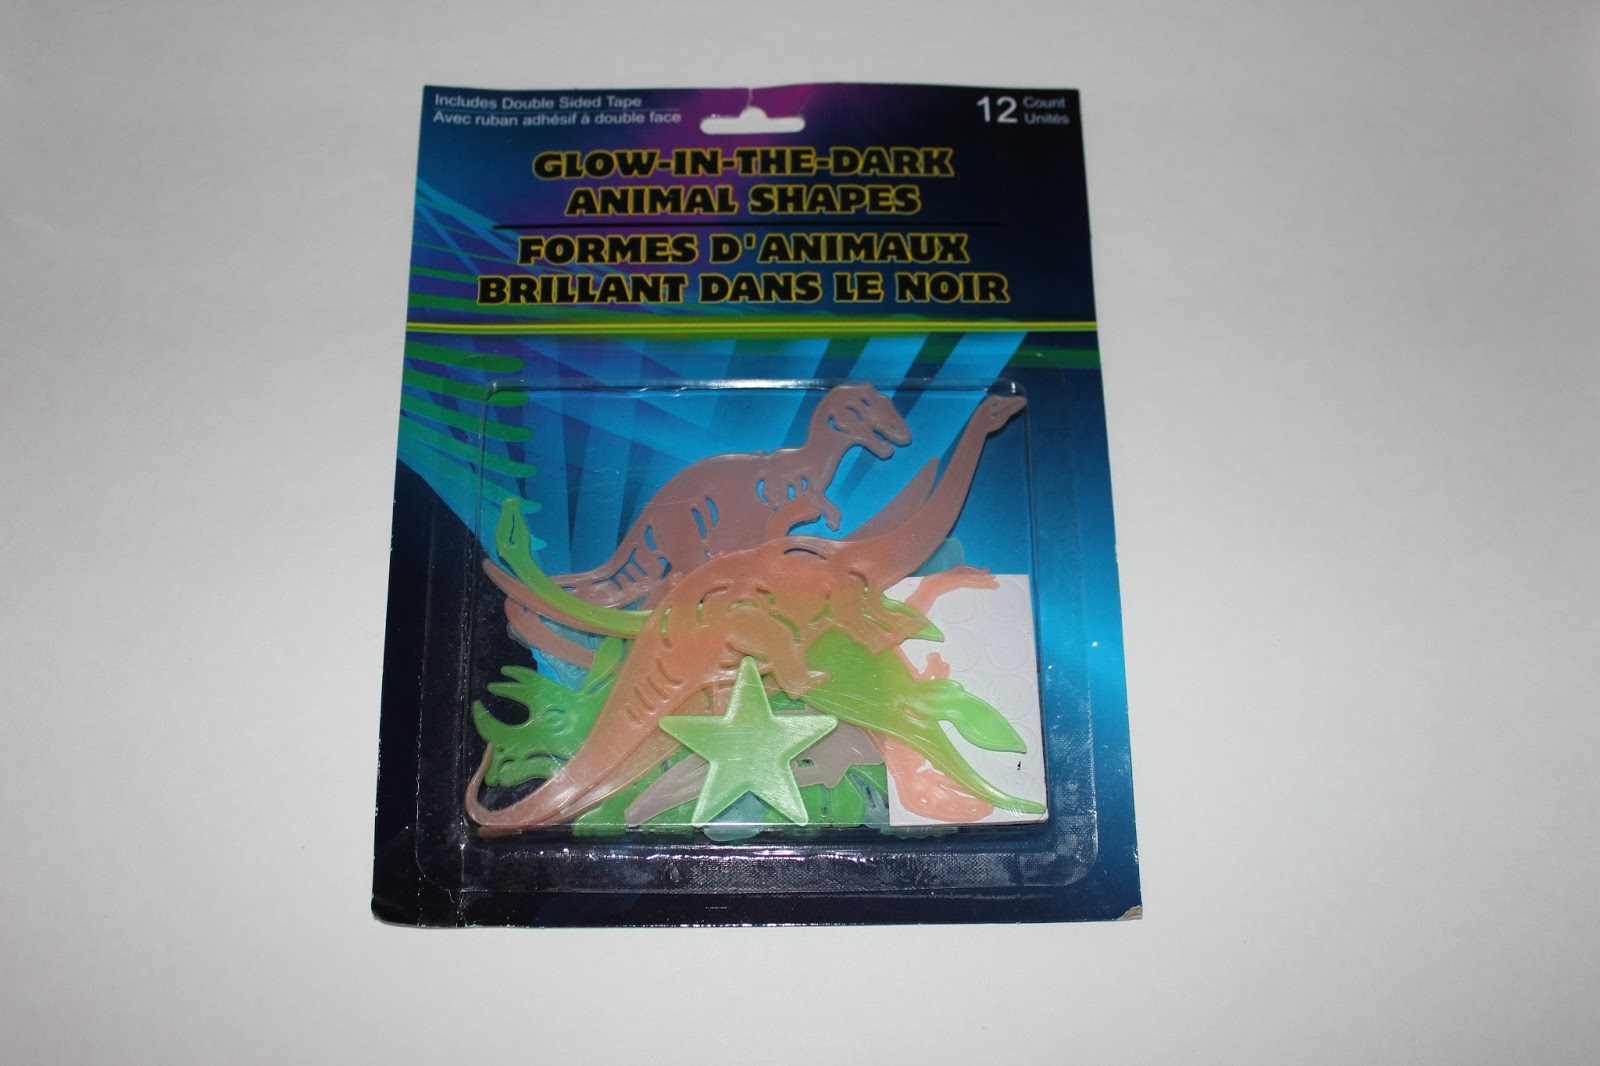 Includes Double Sided Tape
Avec ruban adhésif à double face
12 Count
Unités
GLOW-IN-THE-DARK
ANIMAL SHAPES
FORMES D'ANIMAUX
BRILLANT DANS LE NOIR